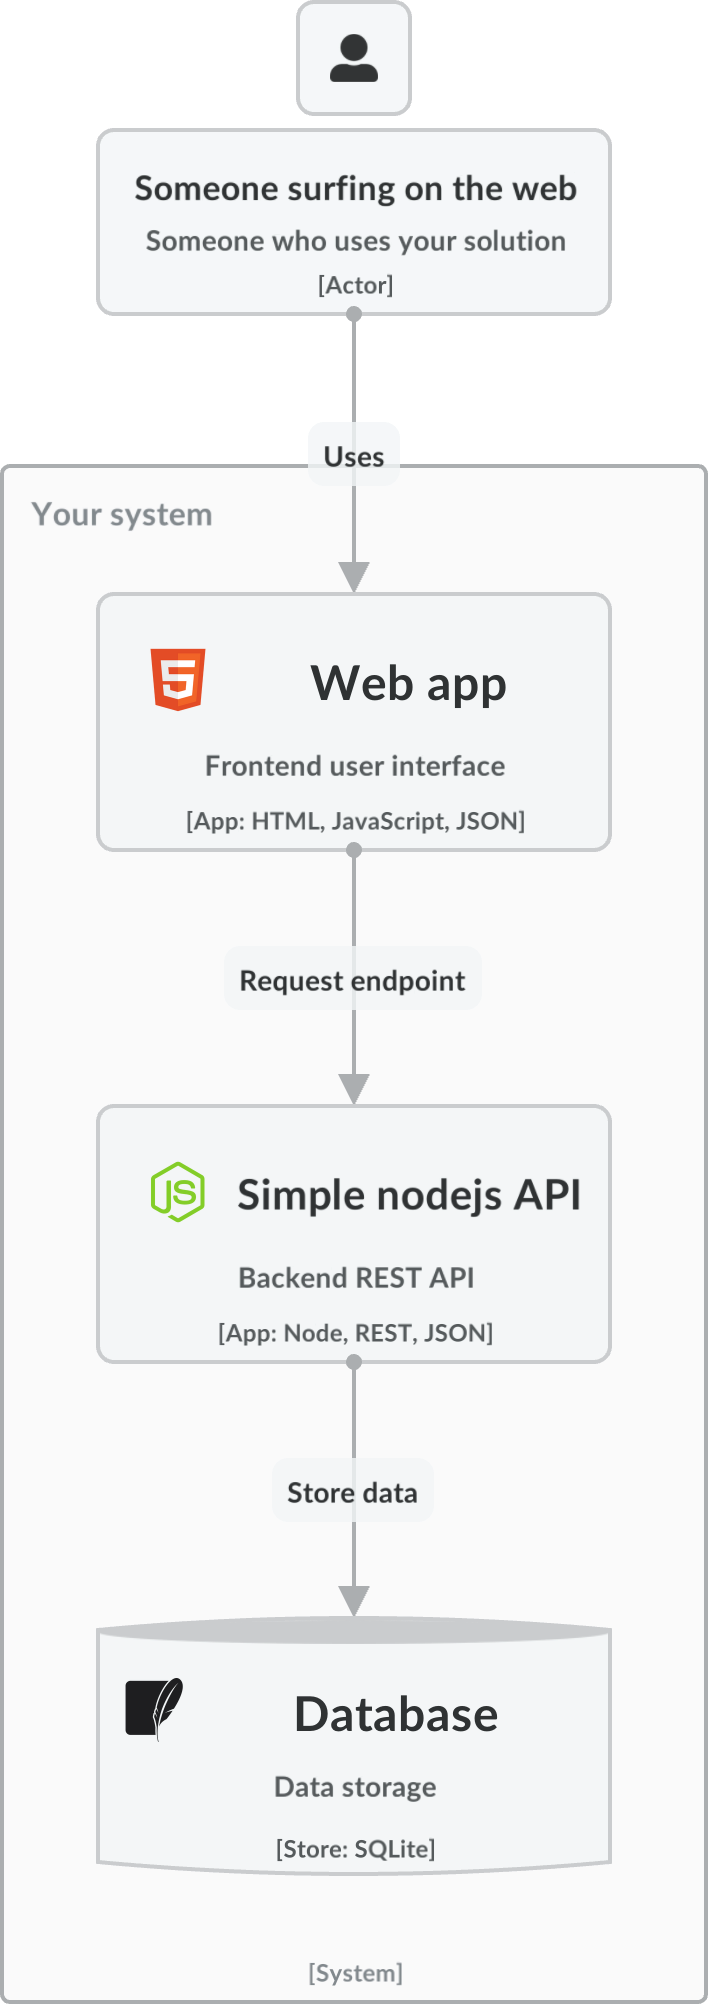 Someone surfing on the web
Someone who uses your solution
[Actor]
Uses
Your system
Web app
Frontend user interface
[App: HTML, JavaScript, JSON]
Request endpoint
JS
Simple nodejs API
Backend REST API
[App: Node, REST, JSON]
Store data
Database
Data storage
[Store: SQLite]
[System]